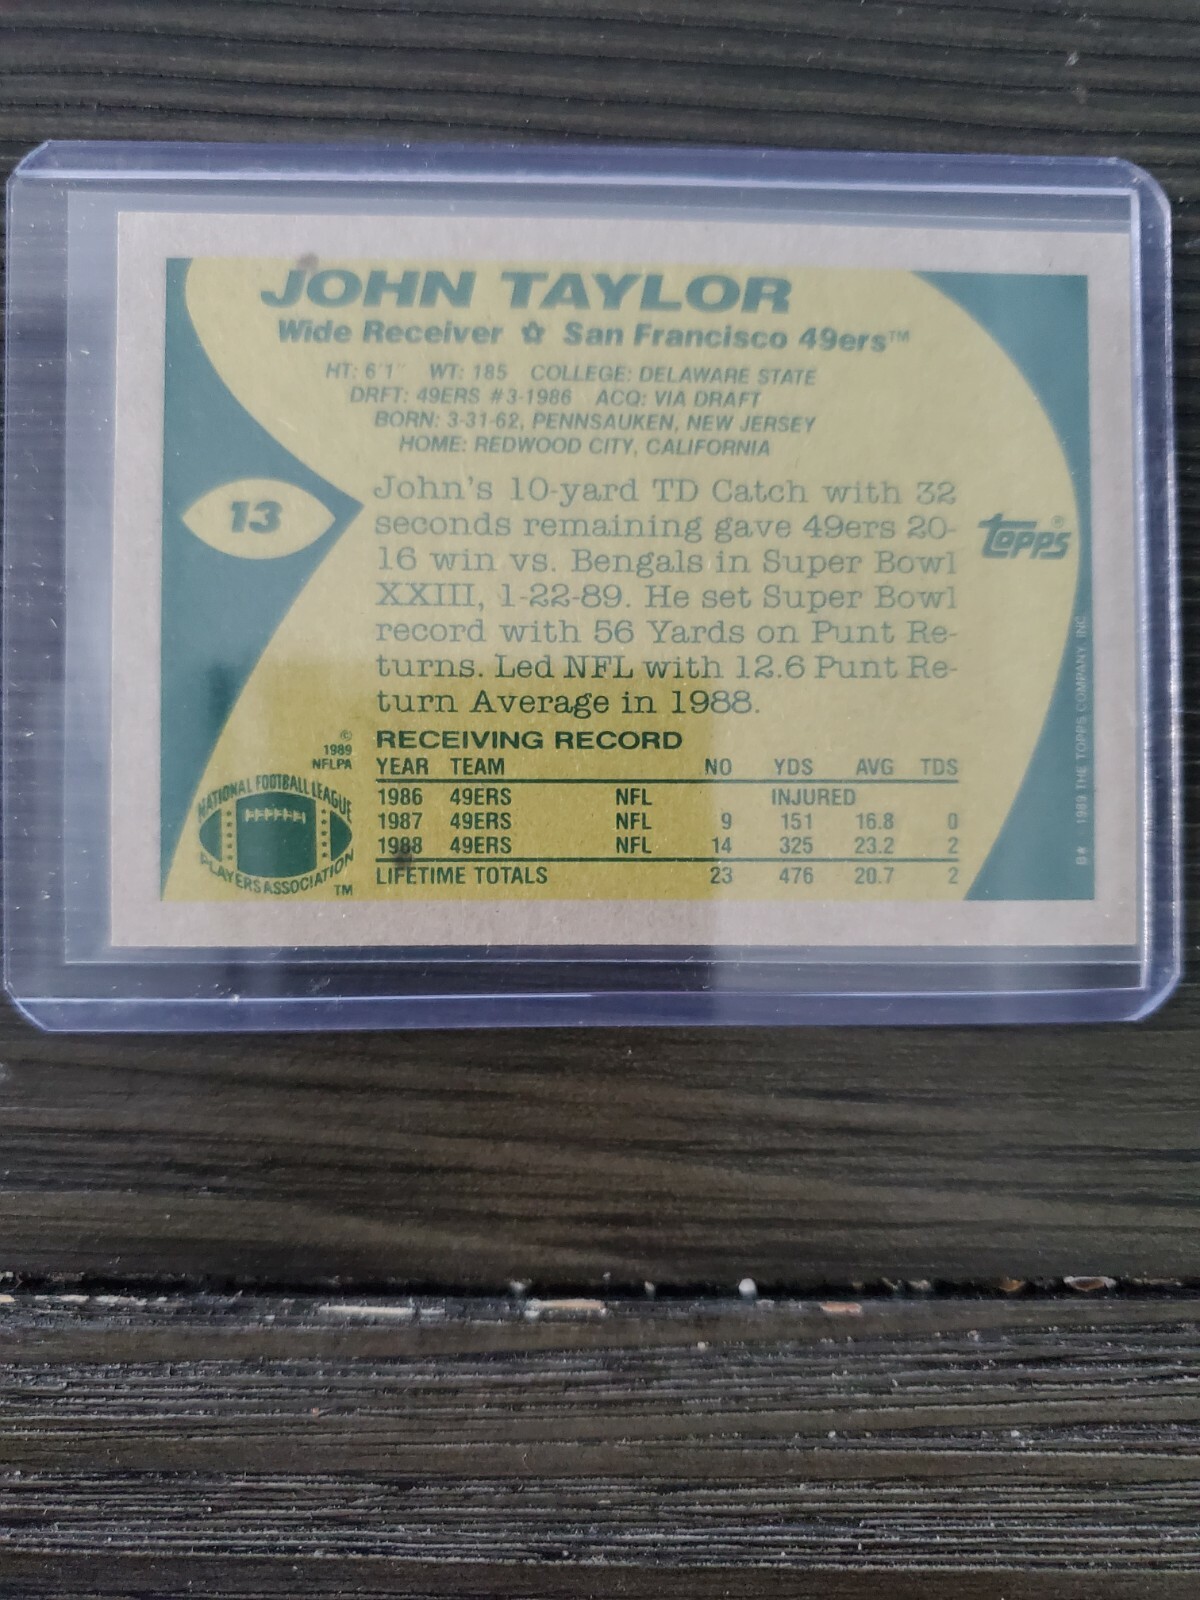 JOHN TAYLOR
Wide Receiver ☆ San Francisco 49ers™
HT: 6'1" WT: 185 COLLEGE: DELAWARE STATE
DRFT: 49ERS #3-1986 ACQ: VIA DRAFT
BORN: 3-31-62, PENNSAUKEN, NEW JERSEY
HOME: REDWOOD CITY, CALIFORNIA
13
John's 10-yard TD Catch with 32
seconds remaining gave 49ers 20-
16 win vs. Bengals in Super Bowl
XXIII, 1-22-89. He set Super Bowl
record with 56 Yards on Punt Re-
turns. Led NFL with 12.6 Punt Re-
turn Average in 1988.
Topps®
© 
1989
NFLPA
NATIONAL FOOTBALL LEAGUE
PLAYERS ASSOCIATION
TM
RECEIVING RECORD
YEAR TEAM NO YDS AVG TDS
1986 49ERS NFL INJURED
1987 49ERS NFL 9 151 16.8 0
1988 49ERS NFL 14 325 23.2 2
LIFETIME TOTALS 23 476 20.7 2
B* 1989 THE TOPPS COMPANY, INC.